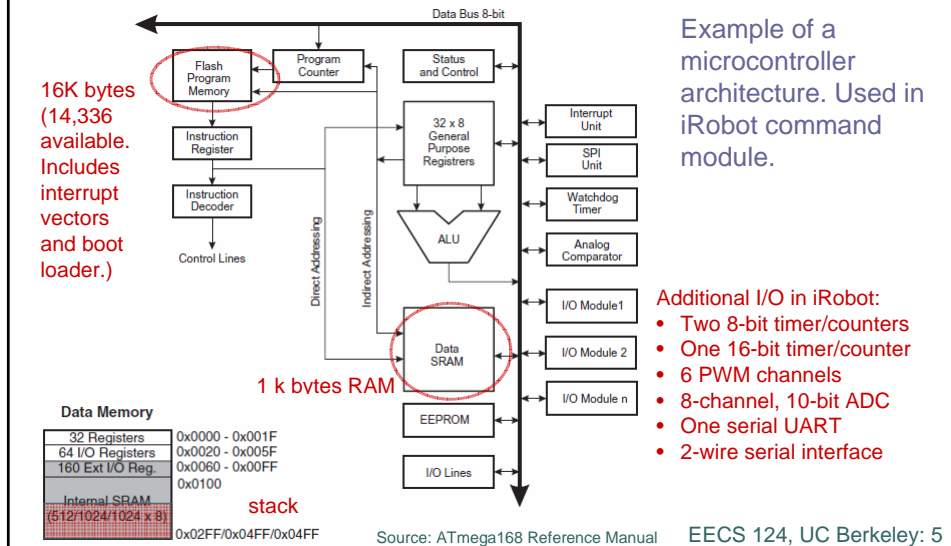 Data Bus 8-bit
Example of a
microcontroller
architecture. Used in
iRobot command
module.
16K bytes
(14,336
available.
Includes
interrupt
vectors
and boot
loader.)
Flash
Program
Memory
Program
Counter
Status
and Control
Instruction
Register
Instruction
Decoder
Control Lines
32 x 8
General
Purpose
Registrers
ALU
Direct Addressing
Indirect Addressing
Interrupt
Unit
SPI
Unit
Watchdog
Timer
Analog
Comparator
I/O Module1
I/O Module 2
I/O Module n
Data
SRAM
1 k bytes RAM
EEPROM
I/O Lines
Additional I/O in iRobot:
• Two 8-bit timer/counters
• One 16-bit timer/counter
• 6 PWM channels
• 8-channel, 10-bit ADC
• One serial UART
• 2-wire serial interface
Data Memory
32 Registers 0x0000 - 0x001F
64 I/O Registers 0x0020 - 0x005F
160 Ext I/O Reg. 0x0060 - 0x00FF
0x0100
Internal SRAM
(512/1024/1024 x 8)
stack
0x02FF/0x04FF/0x04FF
Source: ATmega168 Reference Manual
EECS 124, UC Berkeley: 5